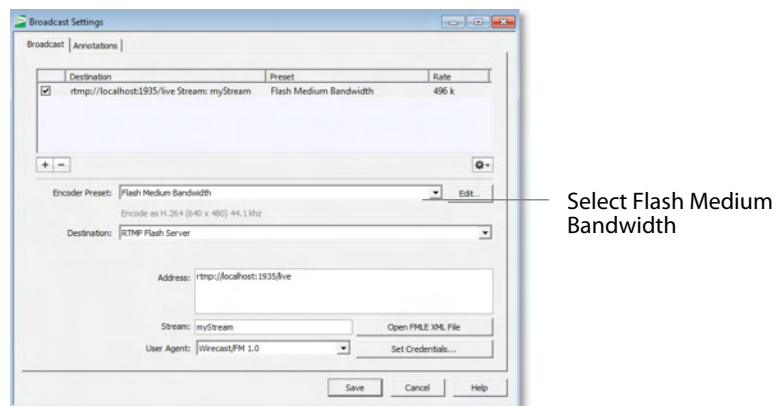 Broadcast Settings
Broadcast Annotations
Destination Preset Rate
rtmp://localhost:1935/live Stream: myStream Flash Medium Bandwidth 496 k
Encoder Preset: Flash Medium Bandwidth Edit...
Encode as H.264 (640 x 480) 44.1 khz
Destination: RTMP Flash Server
Address: rtmp://localhost:1935/live
Stream: myStream Open FMLE XML File
User Agent: Wirecast/FM 1.0 Set Credentials...
Save Cancel Help
Select Flash Medium
Bandwidth